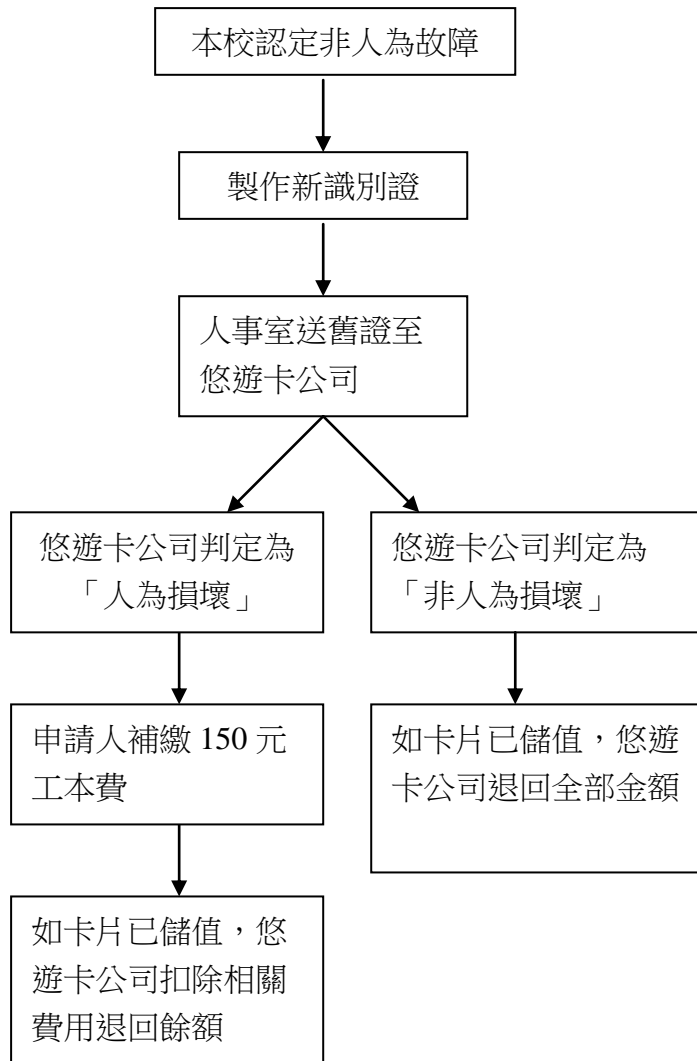 本校認定非人為故障
製作新識別證
人事室送舊證至
悠遊卡公司
悠遊卡公司判定為
「人為損壞」
悠遊卡公司判定為
「非人為損壞」
申請人補繳 150 元
工本費
如卡片已儲值，悠遊
卡公司退回全部金額
如卡片已儲值，悠
遊卡公司扣除相關
費用退回餘額